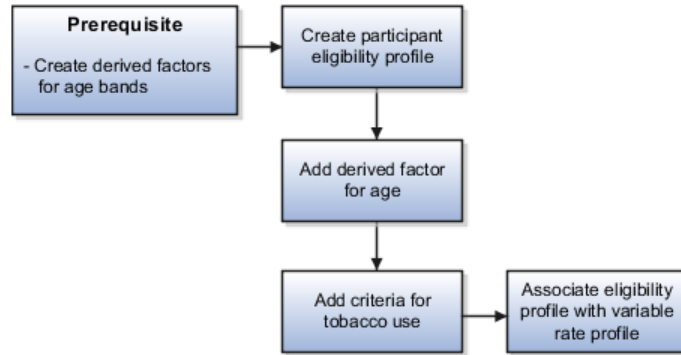 Prerequisite
- Create derived factors
for age bands
Create participant
eligibility profile
Add derived factor
for age
Add criteria for
tobacco use
Associate eligibility
profile with variable
rate profile